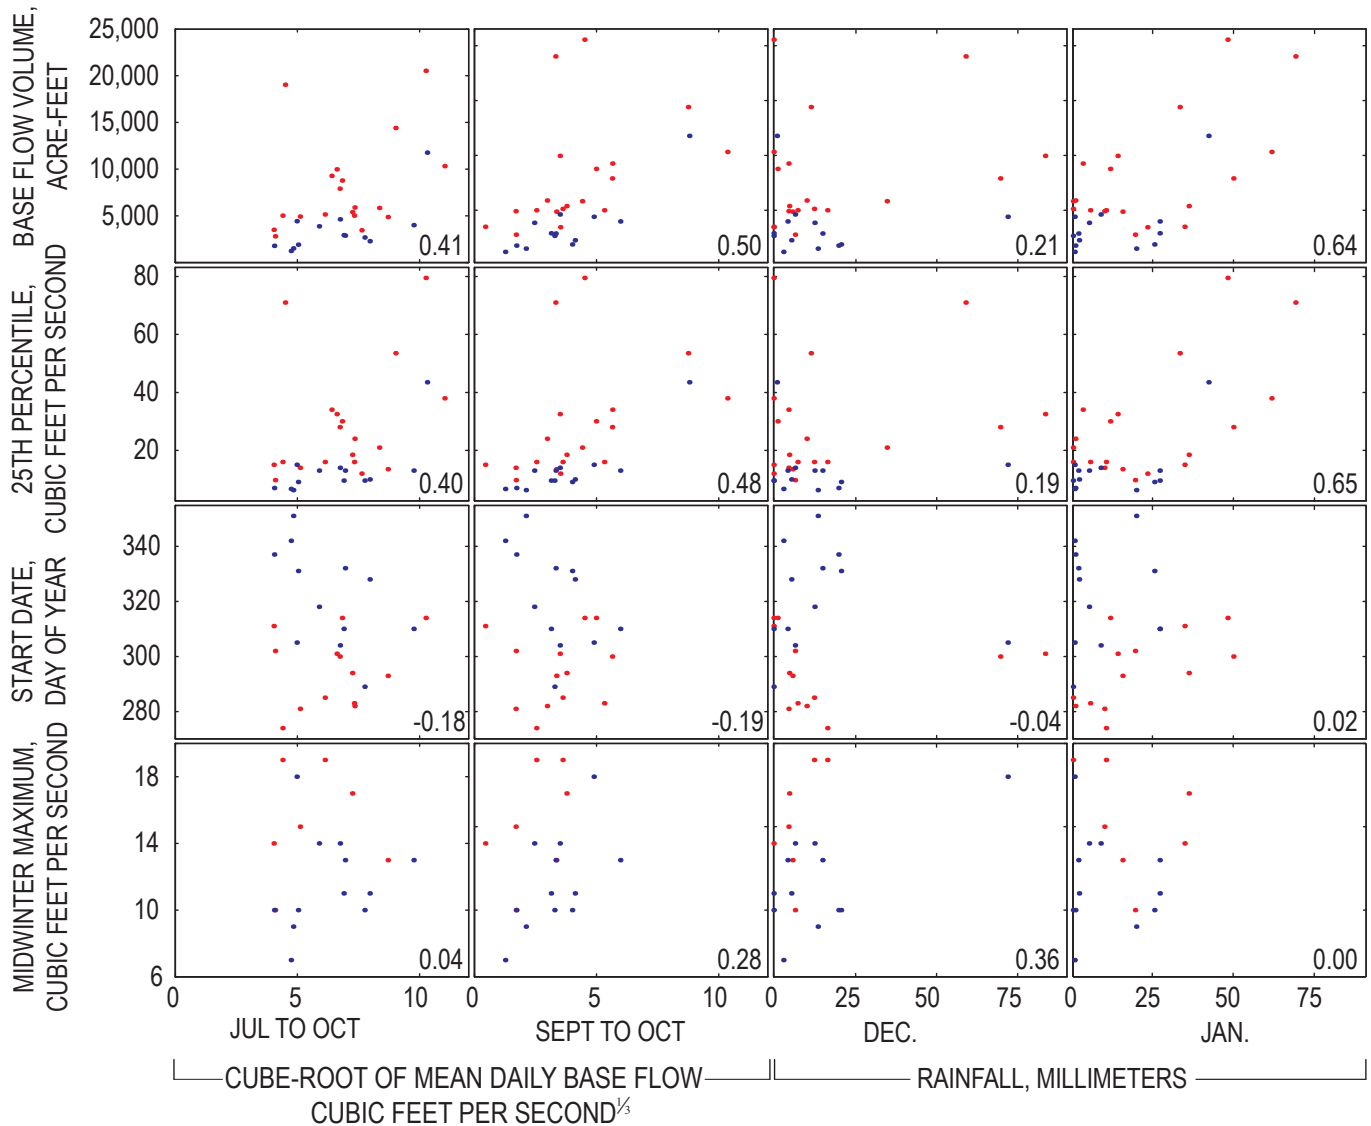 BASE FLOW VOLUME,
ACRE-FEET
25,000
20,000
15,000
10,000
5,000
0.41
0.50
0.21
0.64
25TH PERCENTILE,
CUBIC FEET PER SECOND
80
60
40
20
0.40
0.48
0.19
0.65
START DATE,
DAY OF YEAR
340
320
300
280
-0.18
-0.19
-0.04
0.02
MIDWINTER MAXIMUM,
CUBIC FEET PER SECOND
18
14
10
6
0.04
0.28
0.36
0.00
0 5 10 0 5 10 0 25 50 75 0 25 50 75
JUL TO OCT SEPT TO OCT DEC. JAN.
CUBE-ROOT OF MEAN DAILY BASE FLOW RAINFALL, MILLIMETERS
CUBIC FEET PER SECOND⅓